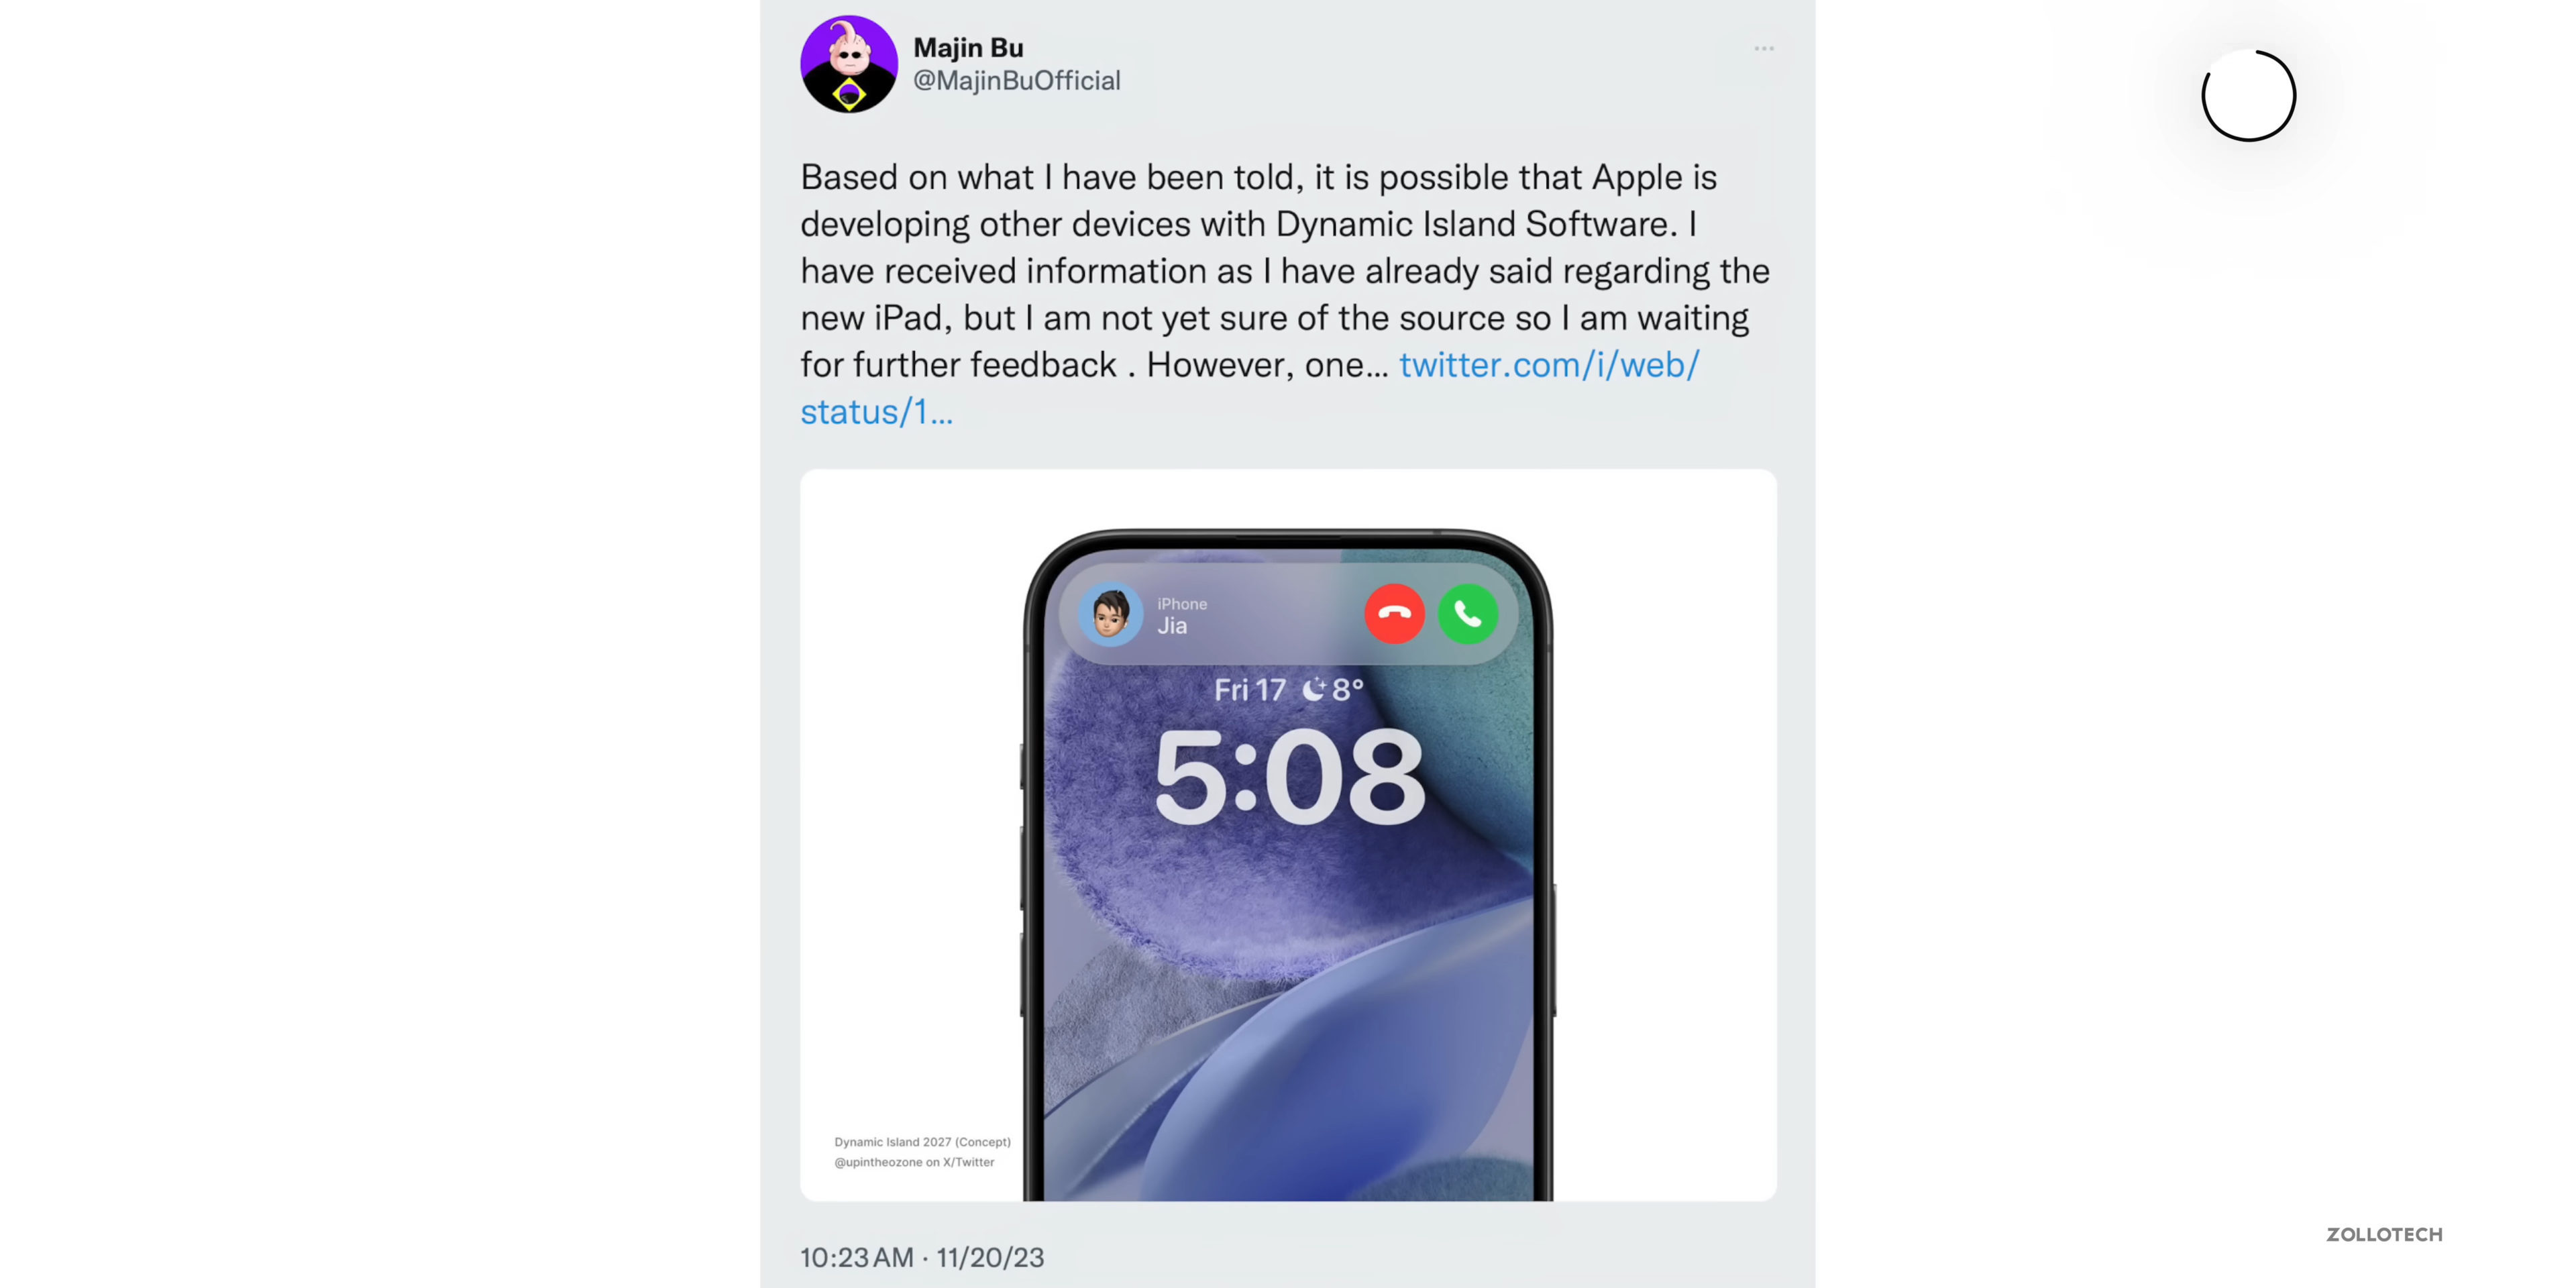 Majin Bu
@MajinBuOfficial
Based on what I have been told, it is possible that Apple is
developing other devices with Dynamic Island Software. I
have received information as I have already said regarding the
new iPad, but I am not yet sure of the source so I am waiting
for further feedback . However, one... twitter.com/i/web/
status/1...
iPhone
Jia
Fri 17 8°
5:08
Dynamic Island 2027 (Concept)
@upintheozone on X/Twitter
10:23 AM · 11/20/23
ZOLLOTECH